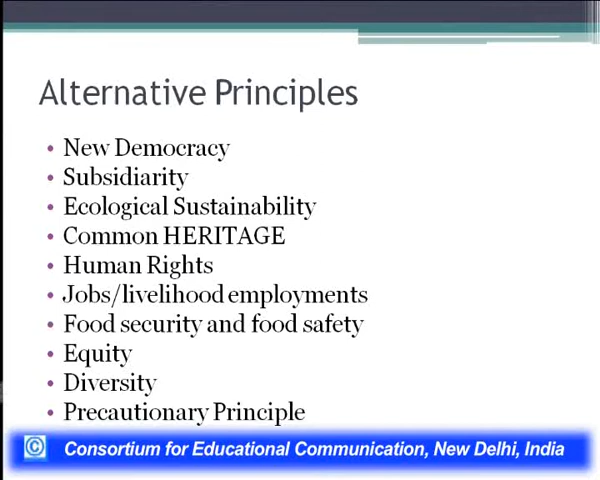 Alternative Principles
• New Democracy
• Subsidiarity
• Ecological Sustainability
• Common HERITAGE
• Human Rights
• Jobs/livelihood employments
• Food security and food safety
• Equity
• Diversity
• Precautionary Principle
© Consortium for Educational Communication, New Delhi, India